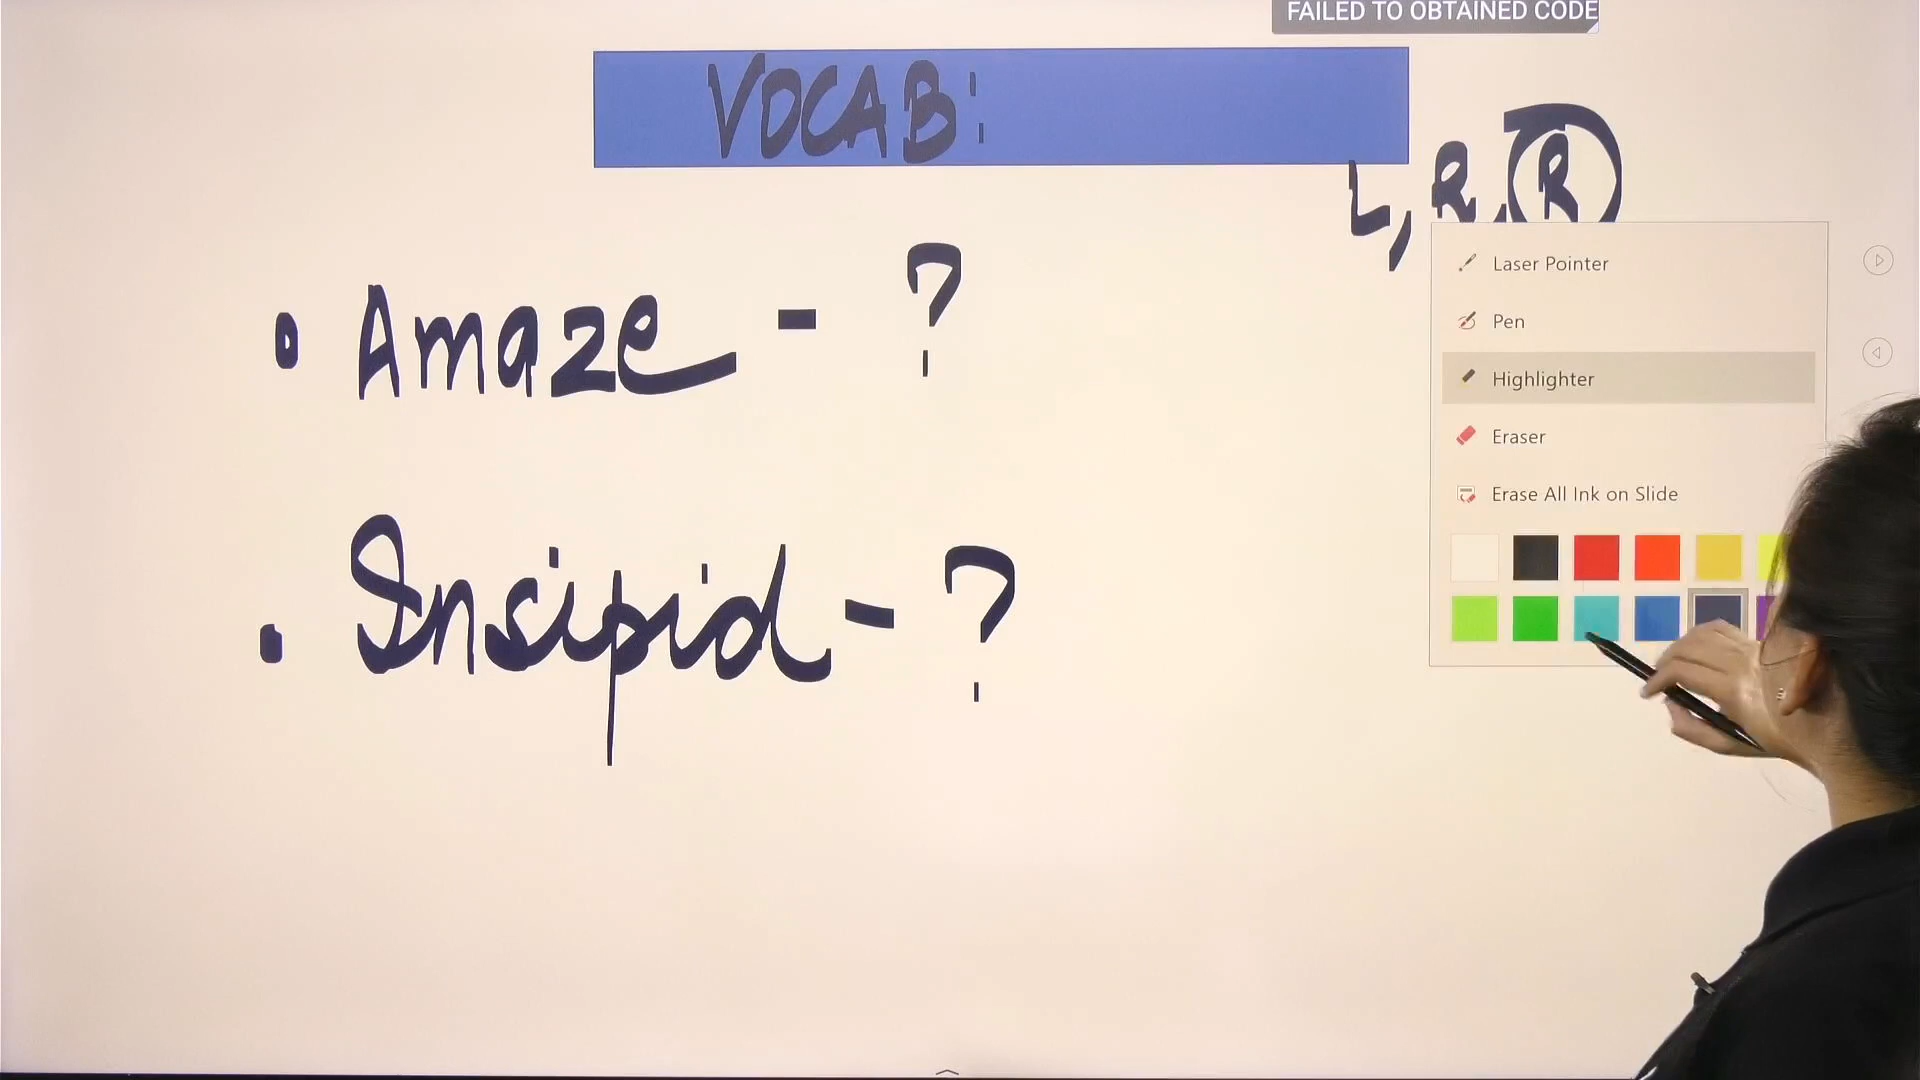 FAILED TO OBTAINED CODE
VOCAB:
L, R, R
Amaze - ?
Insipid - ?
Laser Pointer
Pen
Highlighter
Eraser
Erase All Ink on Slide